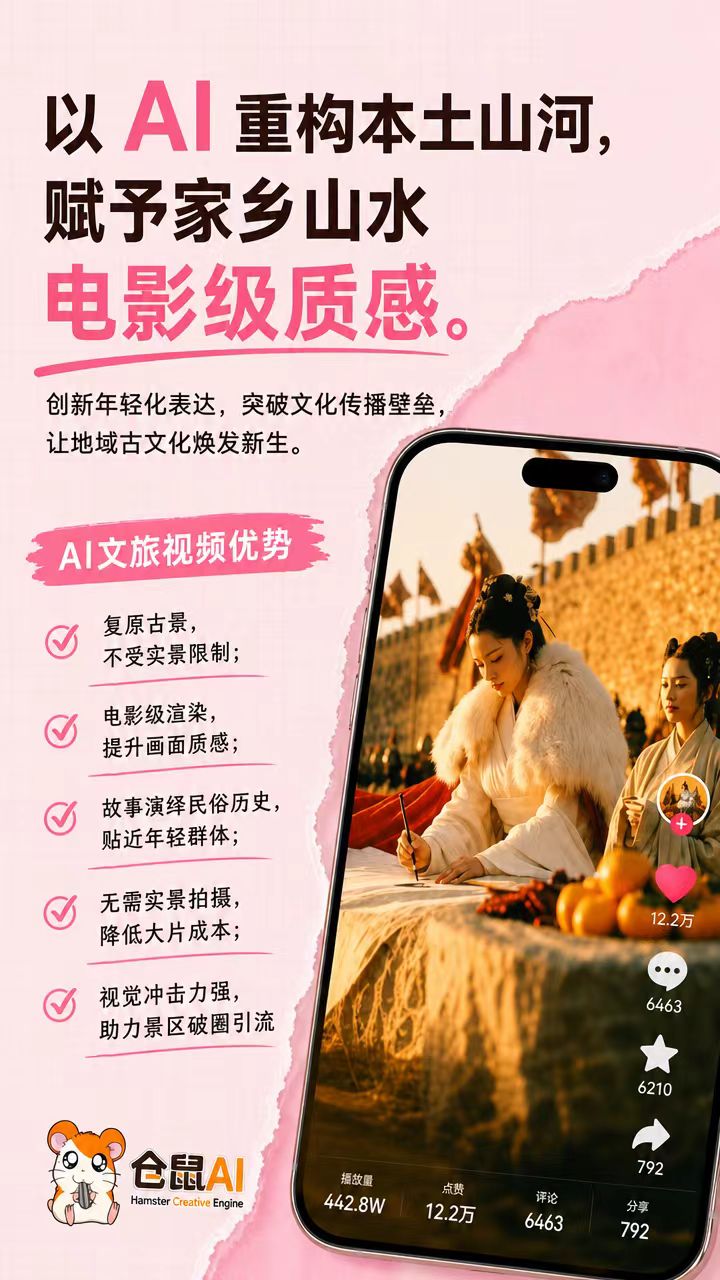 以 AI 重构本土山河,
赋予家乡山水
电影级质感。
创新年轻化表达，突破文化传播壁垒，
让地域古文化焕发新生。
AI文旅视频优势
复原古景，
不受实景限制；
电影级渲染，
提升画面质感；
故事演绎民俗历史，
贴近年轻群体；
无需实景拍摄，
降低大片成本；
视觉冲击力强，
助力景区破圈引流
仓鼠AI
Hamster Creative Engine
12.2万
6463
6210
792
播放量
442.8W
点赞
12.2万
评论
6463
分享
792